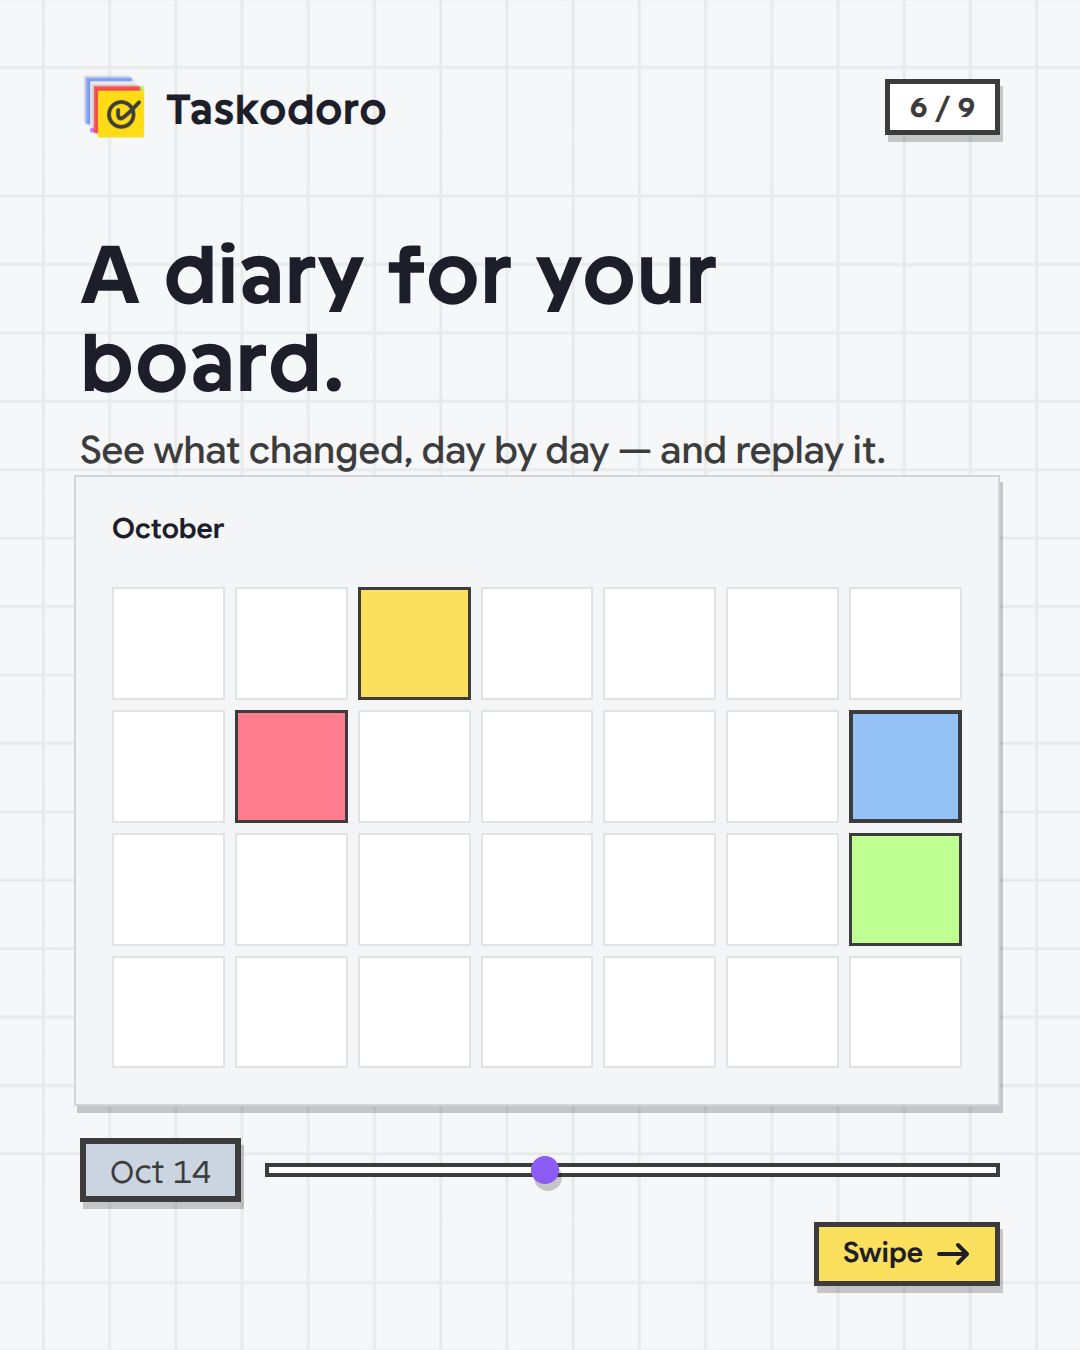 Taskodoro
6 / 9
A diary for your
board.
See what changed, day by day — and replay it.
October
Oct 14
Swipe →